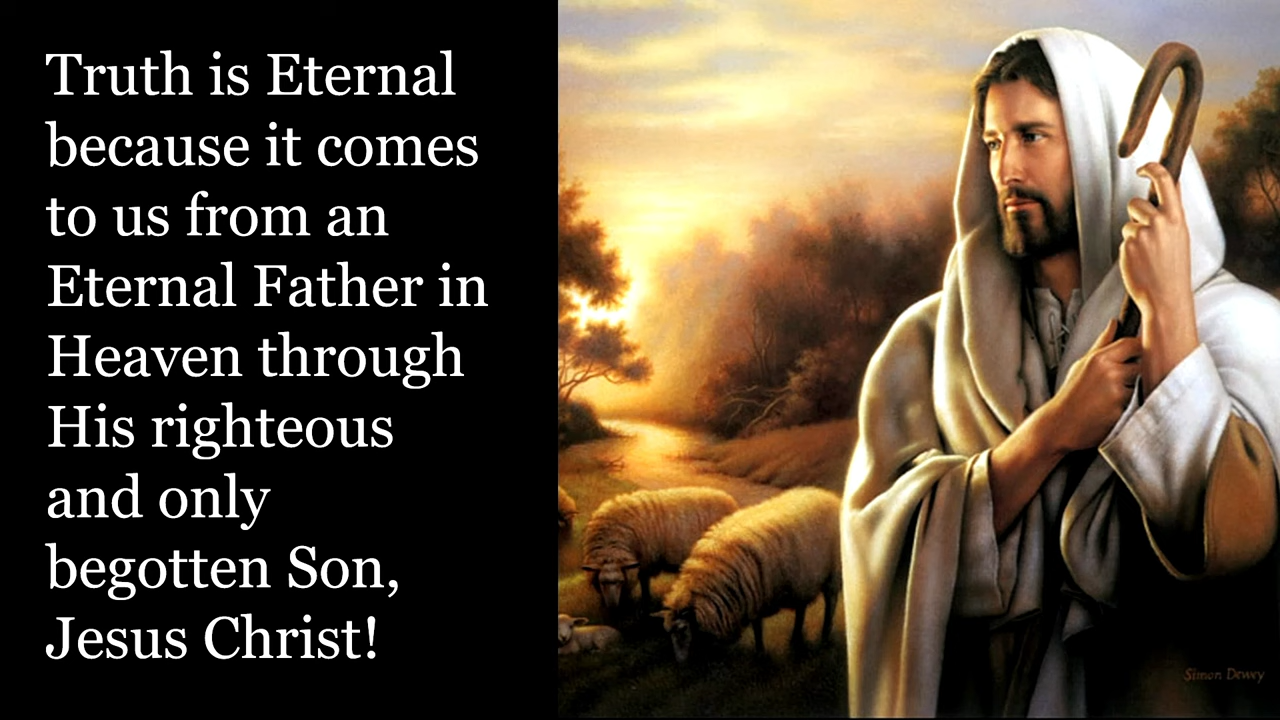 Truth is Eternal
because it comes
to us from an
Eternal Father in
Heaven through
His righteous
and only
begotten Son,
Jesus Christ!
Simon Dewey